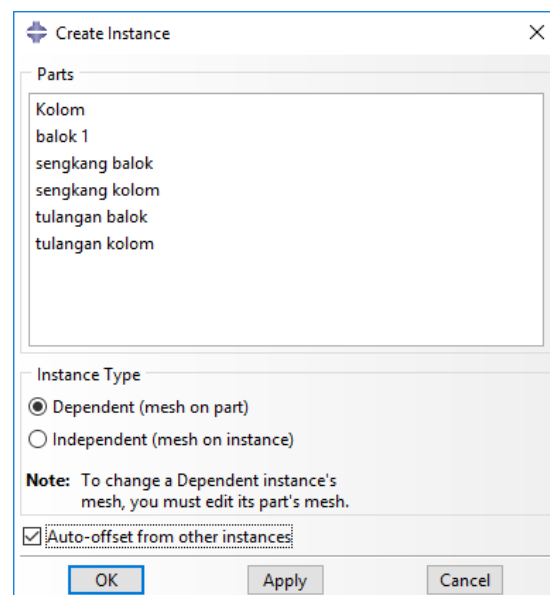 Create Instance
Parts
Kolom
balok 1
sengkang balok
sengkang kolom
tulangan balok
tulangan kolom
Instance Type
Dependent (mesh on part)
Independent (mesh on instance)
Note: To change a Dependent instance's
mesh, you must edit its part's mesh.
Auto-offset from other instances
OK Apply Cancel